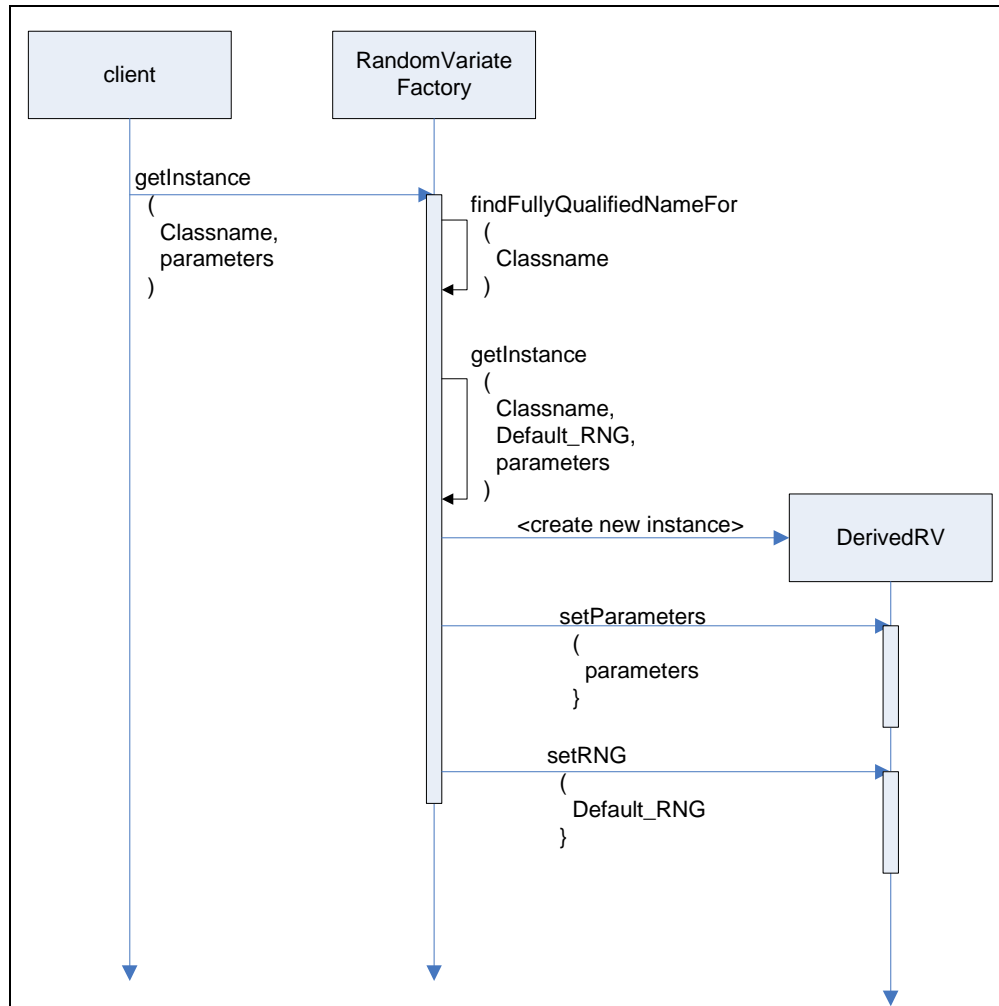 client
RandomVariate
Factory
getInstance
(
Classname,
parameters
)
findFullyQualifiedNameFor
(
Classname
)
getInstance
(
Classname,
Default_RNG,
parameters
)
<create new instance>
DerivedRV
setParameters
(
parameters
}
setRNG
(
Default_RNG
}